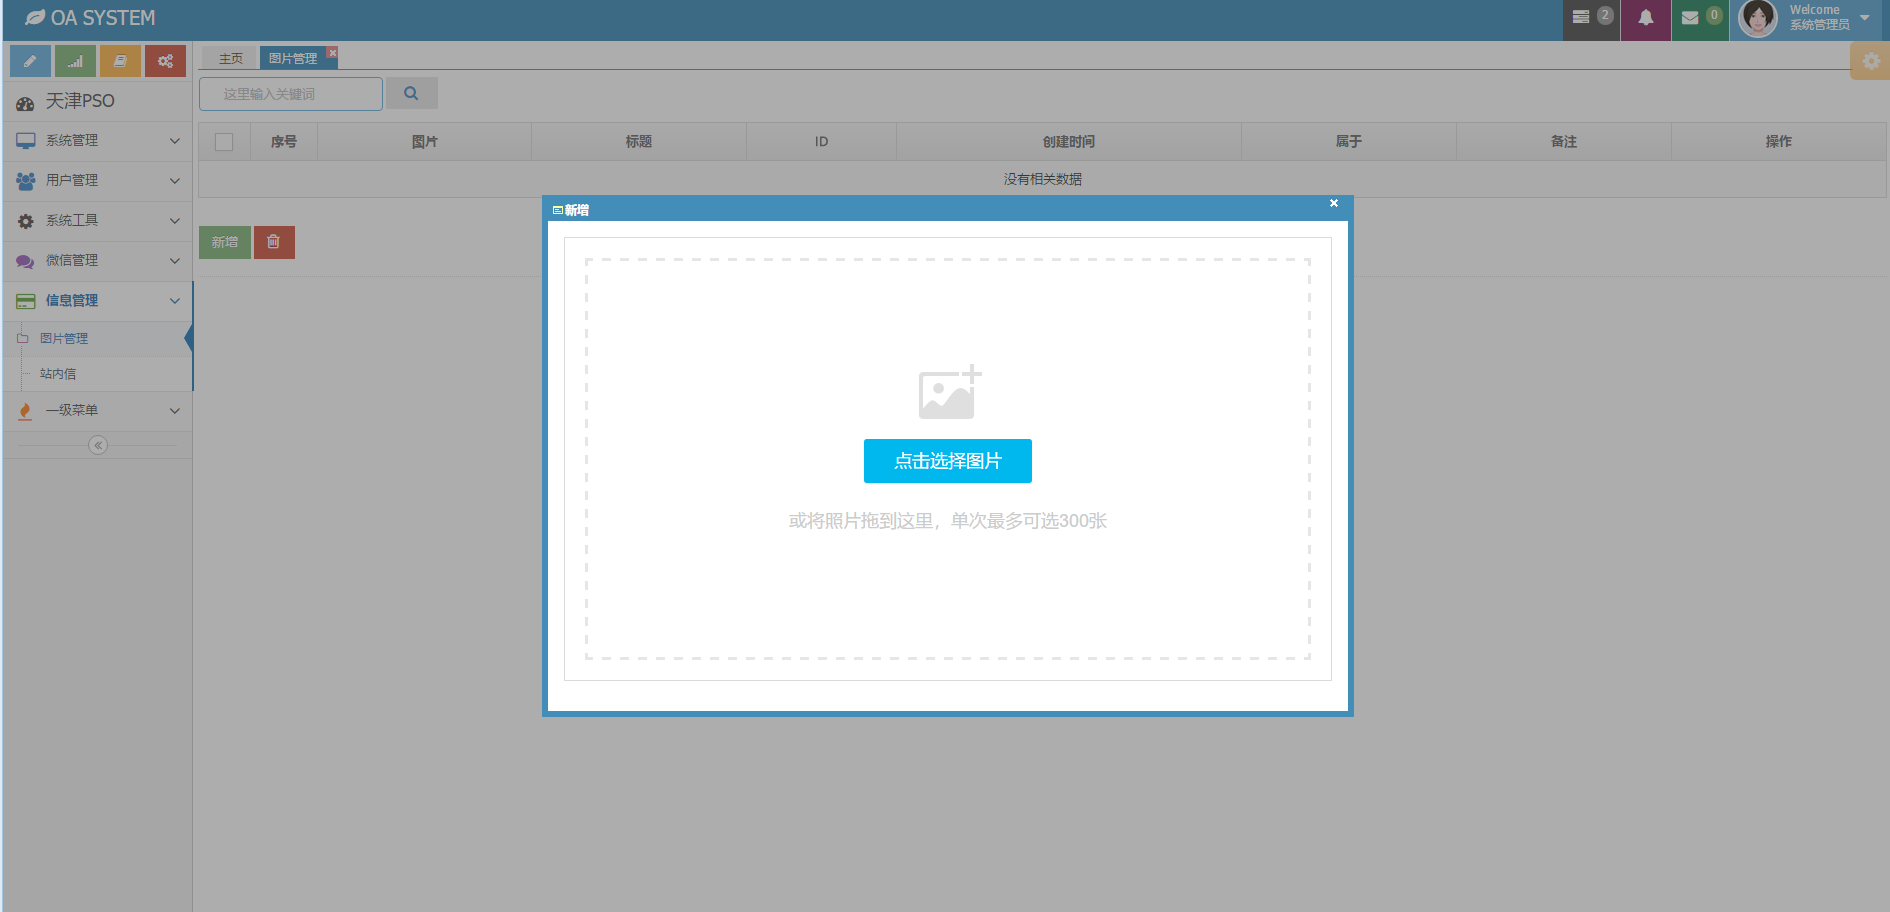 OA SYSTEM
2
0
Welcome
系统管理员
主页
图片管理
天津PSO
这里输入关键词
系统管理
序号
图片
标题
ID
创建时间
属于
备注
操作
用户管理
没有相关数据
系统工具
新增
新增
微信管理
信息管理
图片管理
站内信
一级菜单
点击选择图片
或将照片拖到这里，单次最多可选300张